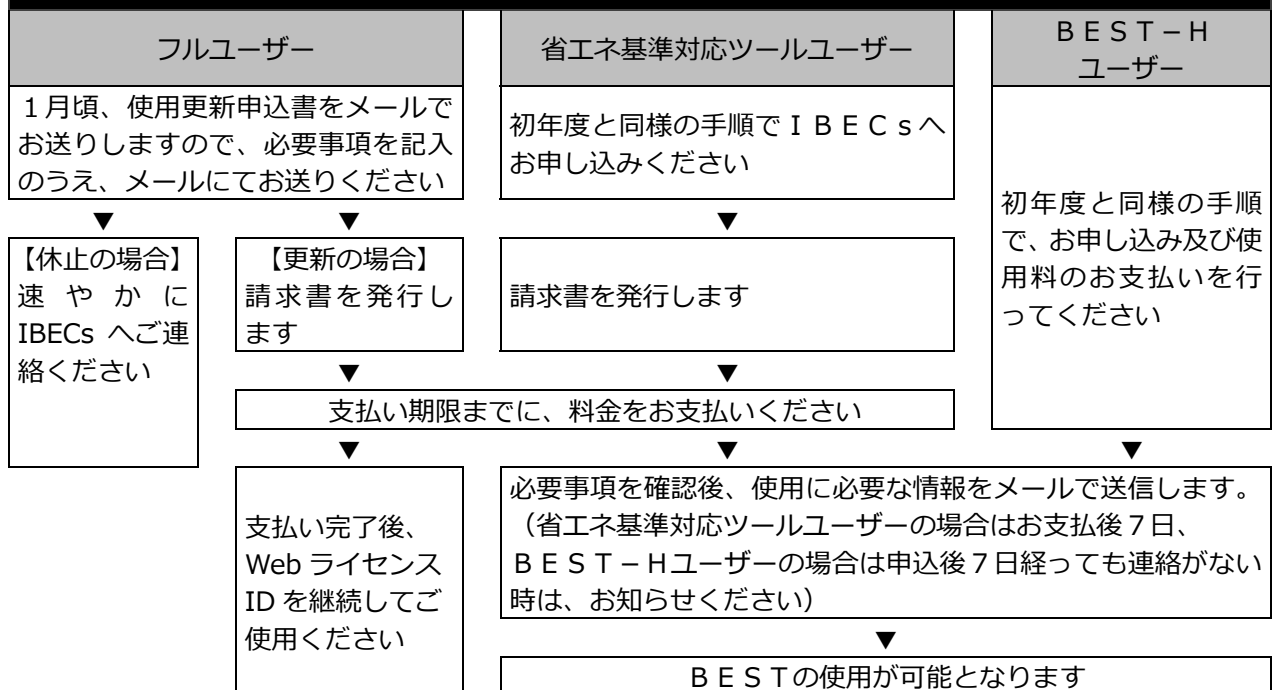 フルユーザー
１月頃、使用更新申込書をメールで
お送りしますので、必要事項を記入
のうえ、メールにてお送りください
▼
▼
【休止の場合】
速やかに
IBECs へご連
絡ください
【更新の場合】
請求書を発行し
ます
省エネ基準対応ツールユーザー
初年度と同様の手順でＩＢＥＣｓへ
お申し込みください
▼
請求書を発行します
ＢＥＳＴ－Ｈ
ユーザー
初年度と同様の手順
で、お申し込み及び使
用料のお支払いを行
ってください
▼
▼
支払い期限までに、料金をお支払いください
▼
▼
▼
支払い完了後、
Web ライセンス
ID を継続してご
使用ください
必要事項を確認後、使用に必要な情報をメールで送信します。
（省エネ基準対応ツールユーザーの場合はお支払後７日、
ＢＥＳＴ－Ｈユーザーの場合は申込後７日経っても連絡がない
時は、お知らせください）
▼
ＢＥＳＴの使用が可能となります